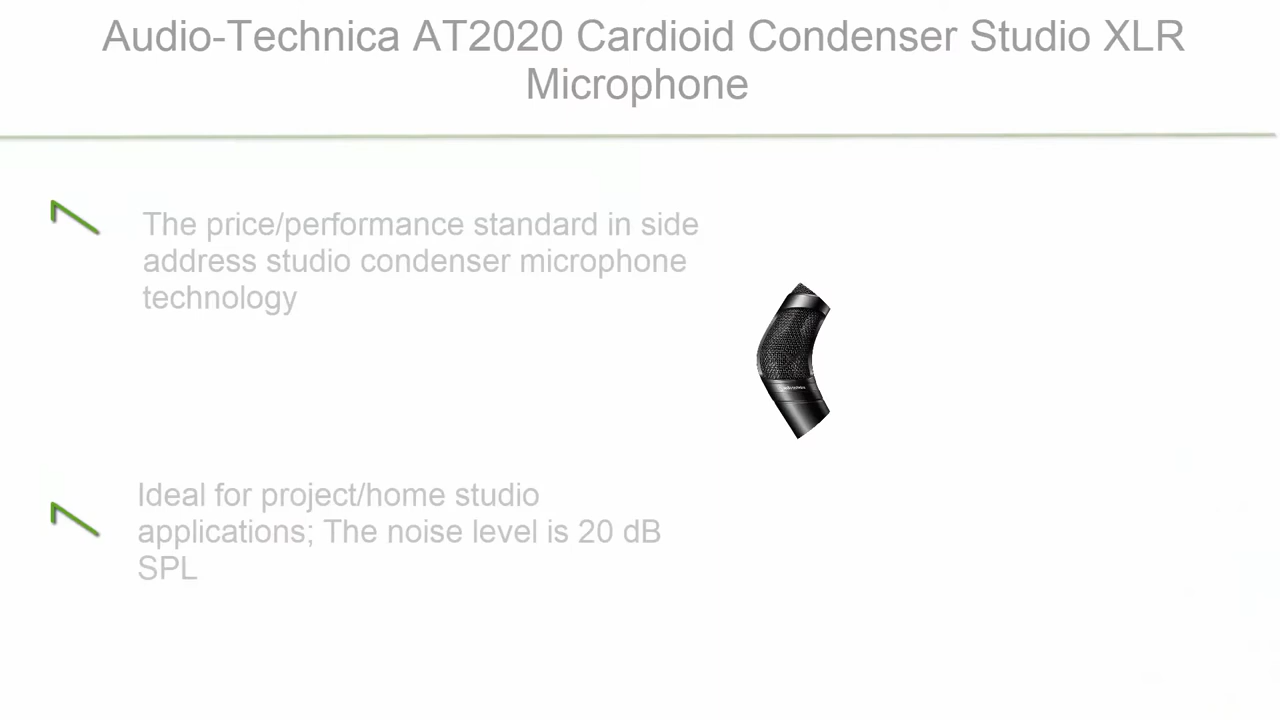 Audio-Technica AT2020 Cardioid Condenser Studio XLR
Microphone
The price/performance standard in side
address studio condenser microphone
technology
Ideal for project/home studio
applications; The noise level is 20 dB
SPL